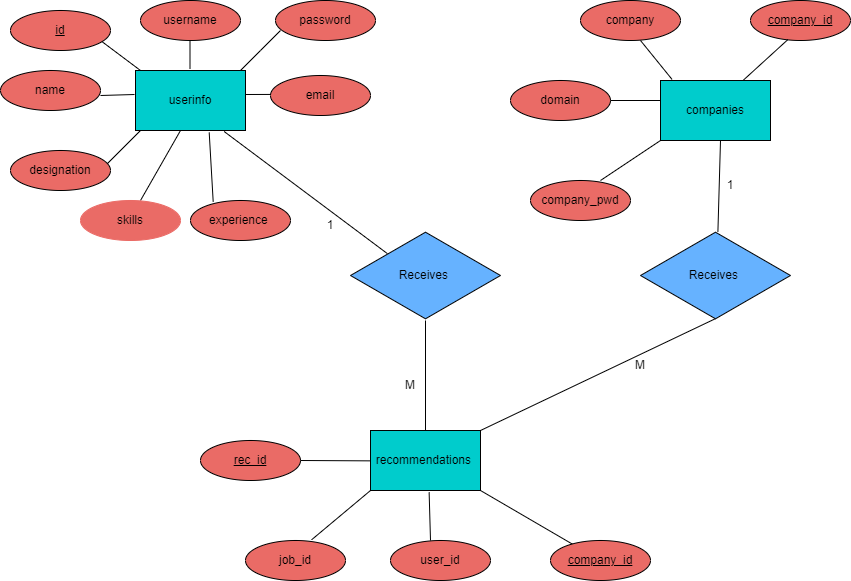 username
password
company
company_id
id
name
userinfo
email
domain
companies
designation
skills
experience
company_pwd
1
1
Receives
Receives
M
M
rec_id
recommendations
job_id
user_id
company_id